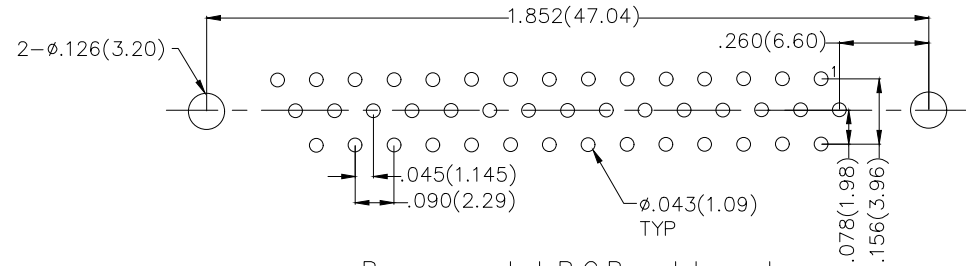 1.852(47.04)
2-ø.126(3.20)
.260(6.60)
1
.045(1.145)
.090(2.29)
ø.043(1.09)
TYP
.078(1.98)
.156(3.96)